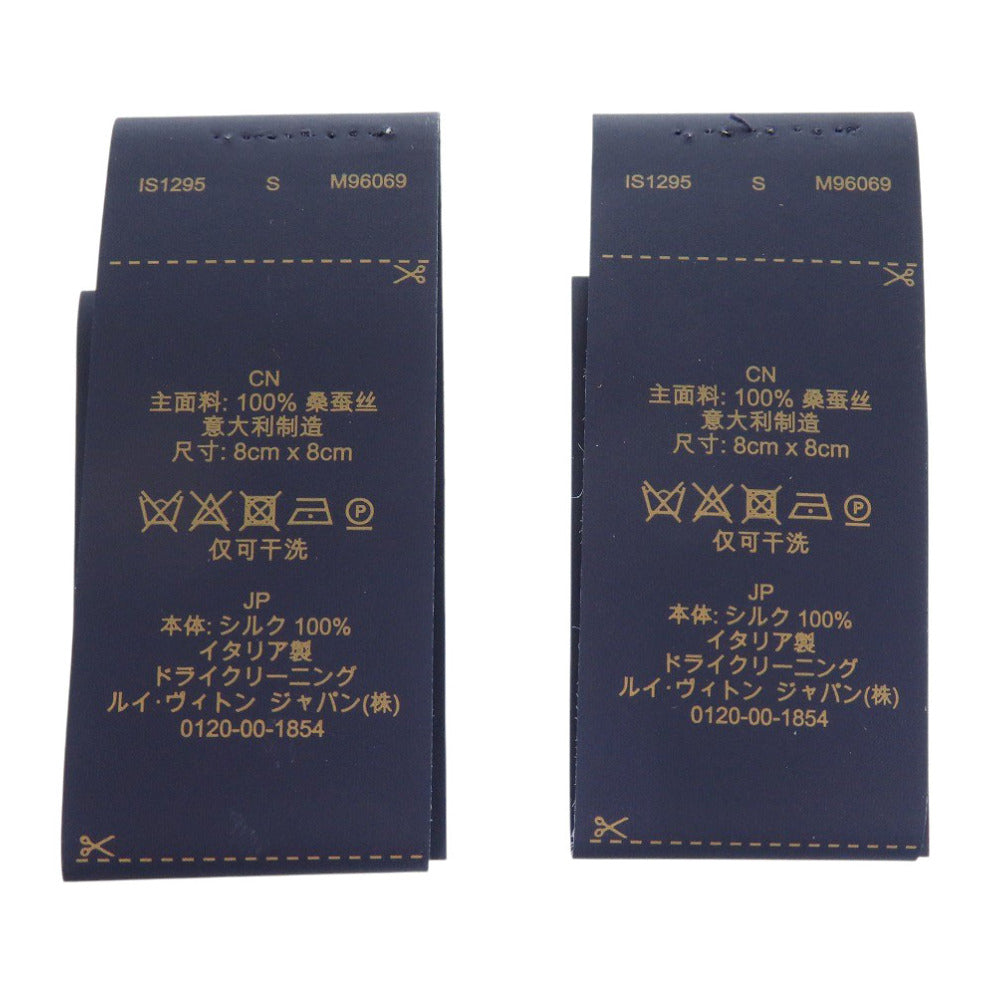 IS1295 S M96069
CN
主面料: 100% 桑蚕丝
意大利制造
尺寸: 8cm x 8cm
P
仅可干洗
JP
本体: シルク 100%
イタリア製
ドライクリーニング
ルイ·ヴィトン ジャパン(株)
0120-00-1854
IS1295 S M96069
CN
主面料: 100% 桑蚕丝
意大利制造
尺寸: 8cm x 8cm
P
仅可干洗
JP
本体: シルク 100%
イタリア製
ドライクリーニング
ルイ·ヴィトン ジャパン(株)
0120-00-1854